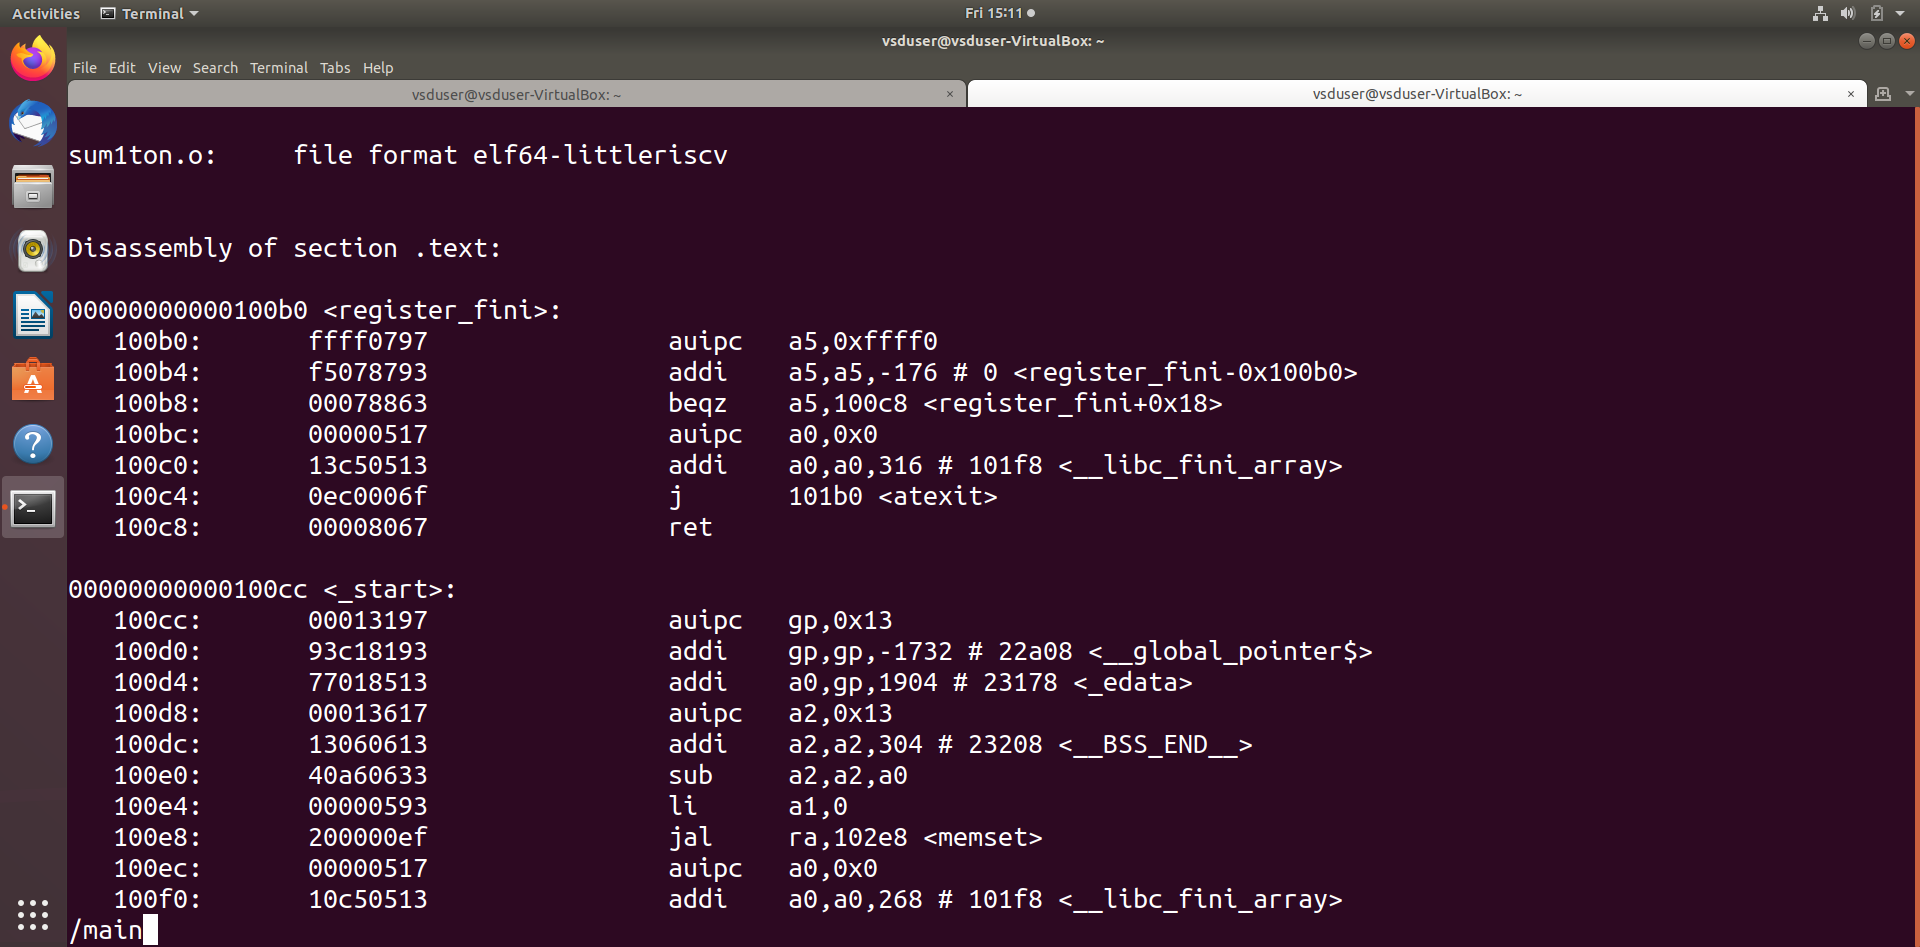 Activities Terminal Fri 15:11
vsduser@vsduser-VirtualBox: ~
File Edit View Search Terminal Tabs Help
vsduser@vsduser-VirtualBox: ~ × vsduser@vsduser-VirtualBox: ~ ×
sum1ton.o:     file format elf64-littleriscv
Disassembly of section .text:
00000000000100b0 <register_fini>:
   100b0:       ffff0797                auipc   a5,0xffff0
   100b4:       f5078793                addi    a5,a5,-176 # 0 <register_fini-0x100b0>
   100b8:       00078863                beqz    a5,100c8 <register_fini+0x18>
   100bc:       00000517                auipc   a0,0x0
   100c0:       13c50513                addi    a0,a0,316 # 101f8 <__libc_fini_array>
   100c4:       0ec0006f                j       101b0 <atexit>
   100c8:       00008067                ret
00000000000100cc <_start>:
   100cc:       00013197                auipc   gp,0x13
   100d0:       93c18193                addi    gp,gp,-1732 # 22a08 <__global_pointer$>
   100d4:       77018513                addi    a0,gp,1904 # 23178 <_edata>
   100d8:       00013617                auipc   a2,0x13
   100dc:       13060613                addi    a2,a2,304 # 23208 <__BSS_END__>
   100e0:       40a60633                sub     a2,a2,a0
   100e4:       00000593                li      a1,0
   100e8:       200000ef                jal     ra,102e8 <memset>
   100ec:       00000517                auipc   a0,0x0
   100f0:       10c50513                addi    a0,a0,268 # 101f8 <__libc_fini_array>
/main